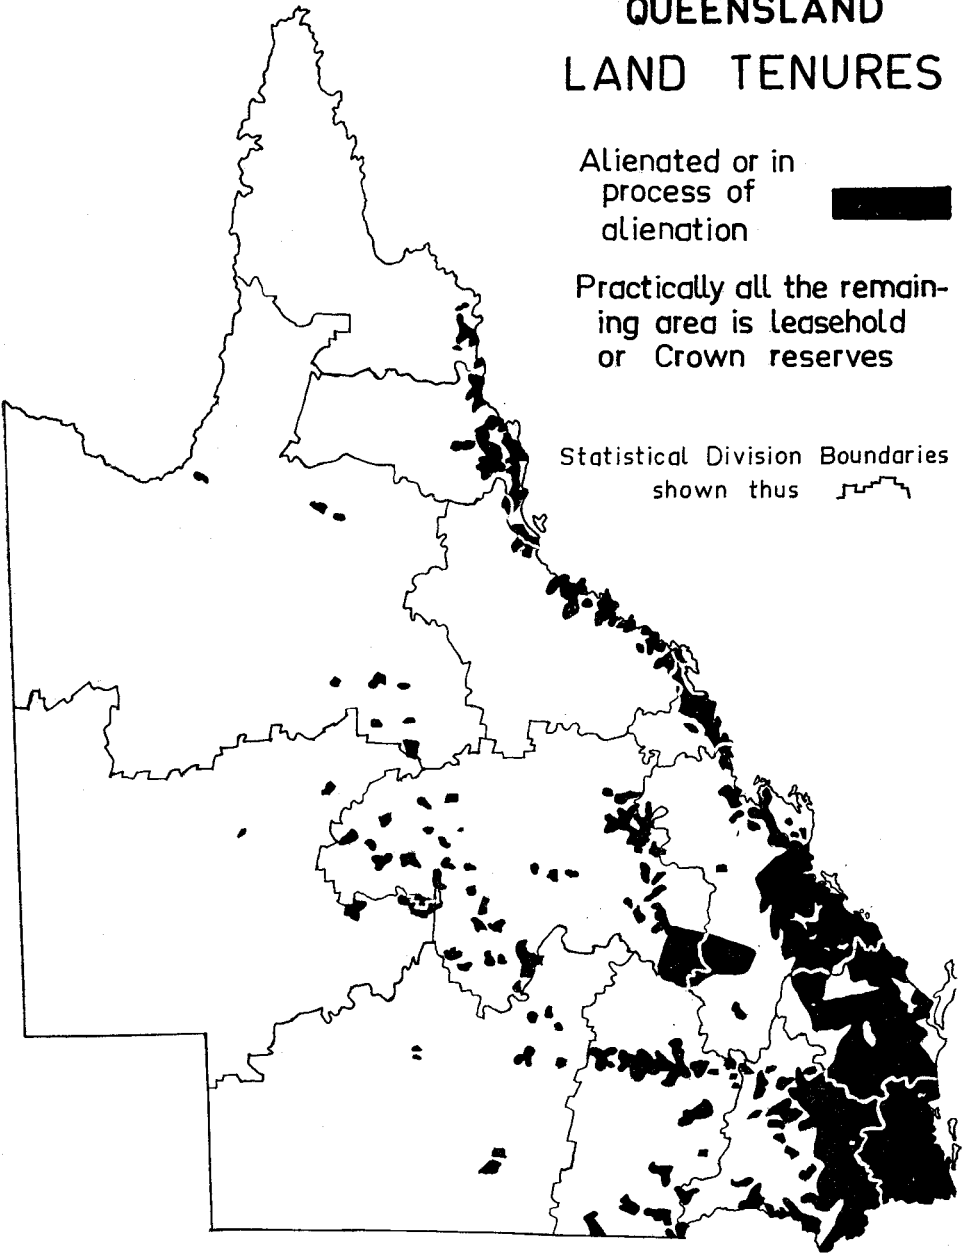 QUEENSLAND
LAND TENURES
Alienated or in
process of
alienation
Practically all the remain-
ing area is leasehold
or Crown reserves
Statistical Division Boundaries
shown thus